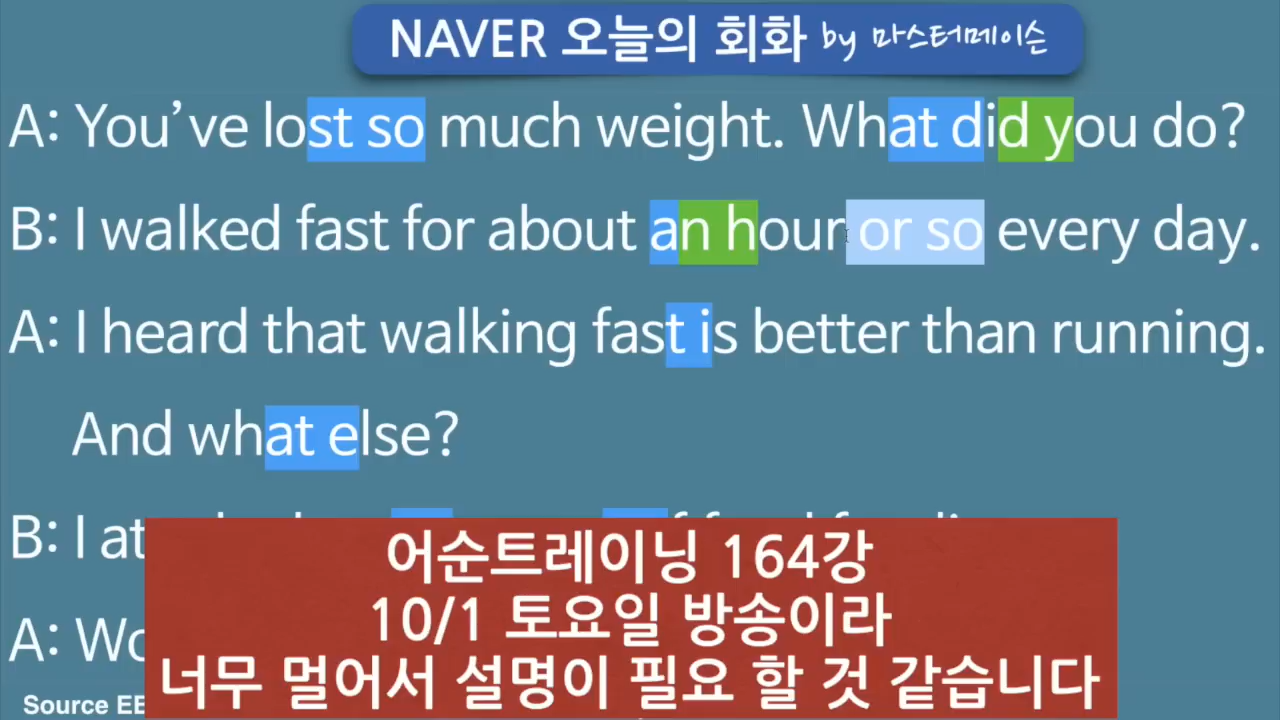 NAVER 오늘의 회화 by 마스터메이슨
A: You’ve lost so much weight. What did you do?
B: I walked fast for about an hour or so every day.
A: I heard that walking fast is better than running.
And what else?
B: I
A:
어순트레이닝 164강
10/1 토요일 방송이라
너무 멀어서 설명이 필요 할 것 같습니다
Source